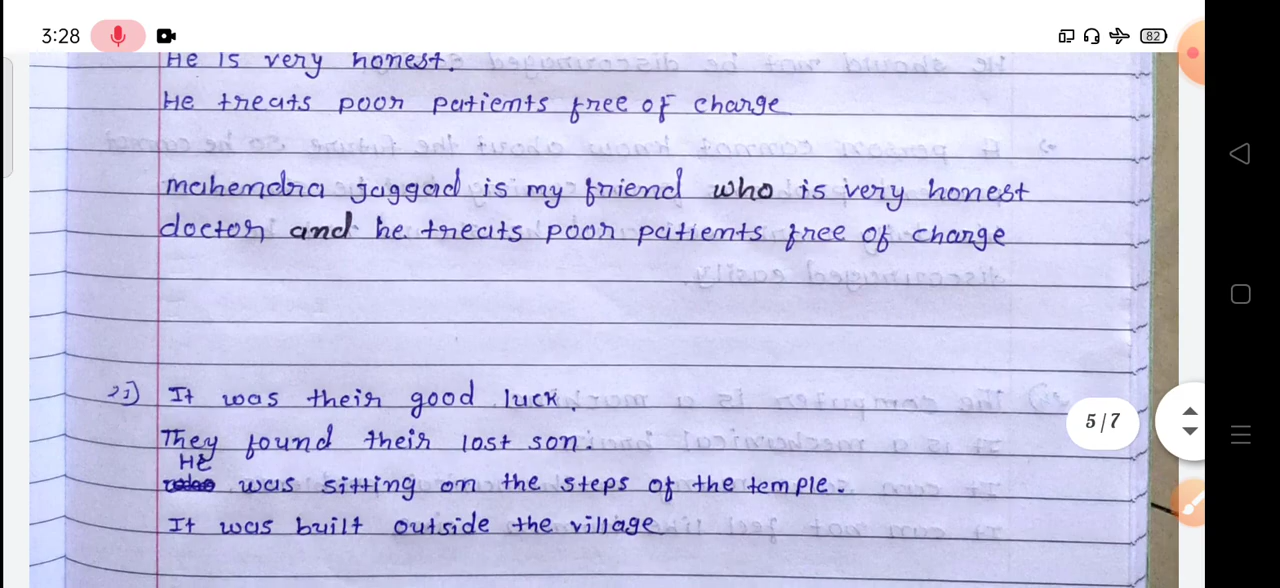 3:28
82
He is very honest.
He treats poor patients free of charge
mahendra jaggad is my friend who is very honest
doctor and he treats poor patients free of charge
21) It was their good luck.
They found their lost son.
He
was sitting on the steps of the temple.
It was built outside the village
5/7